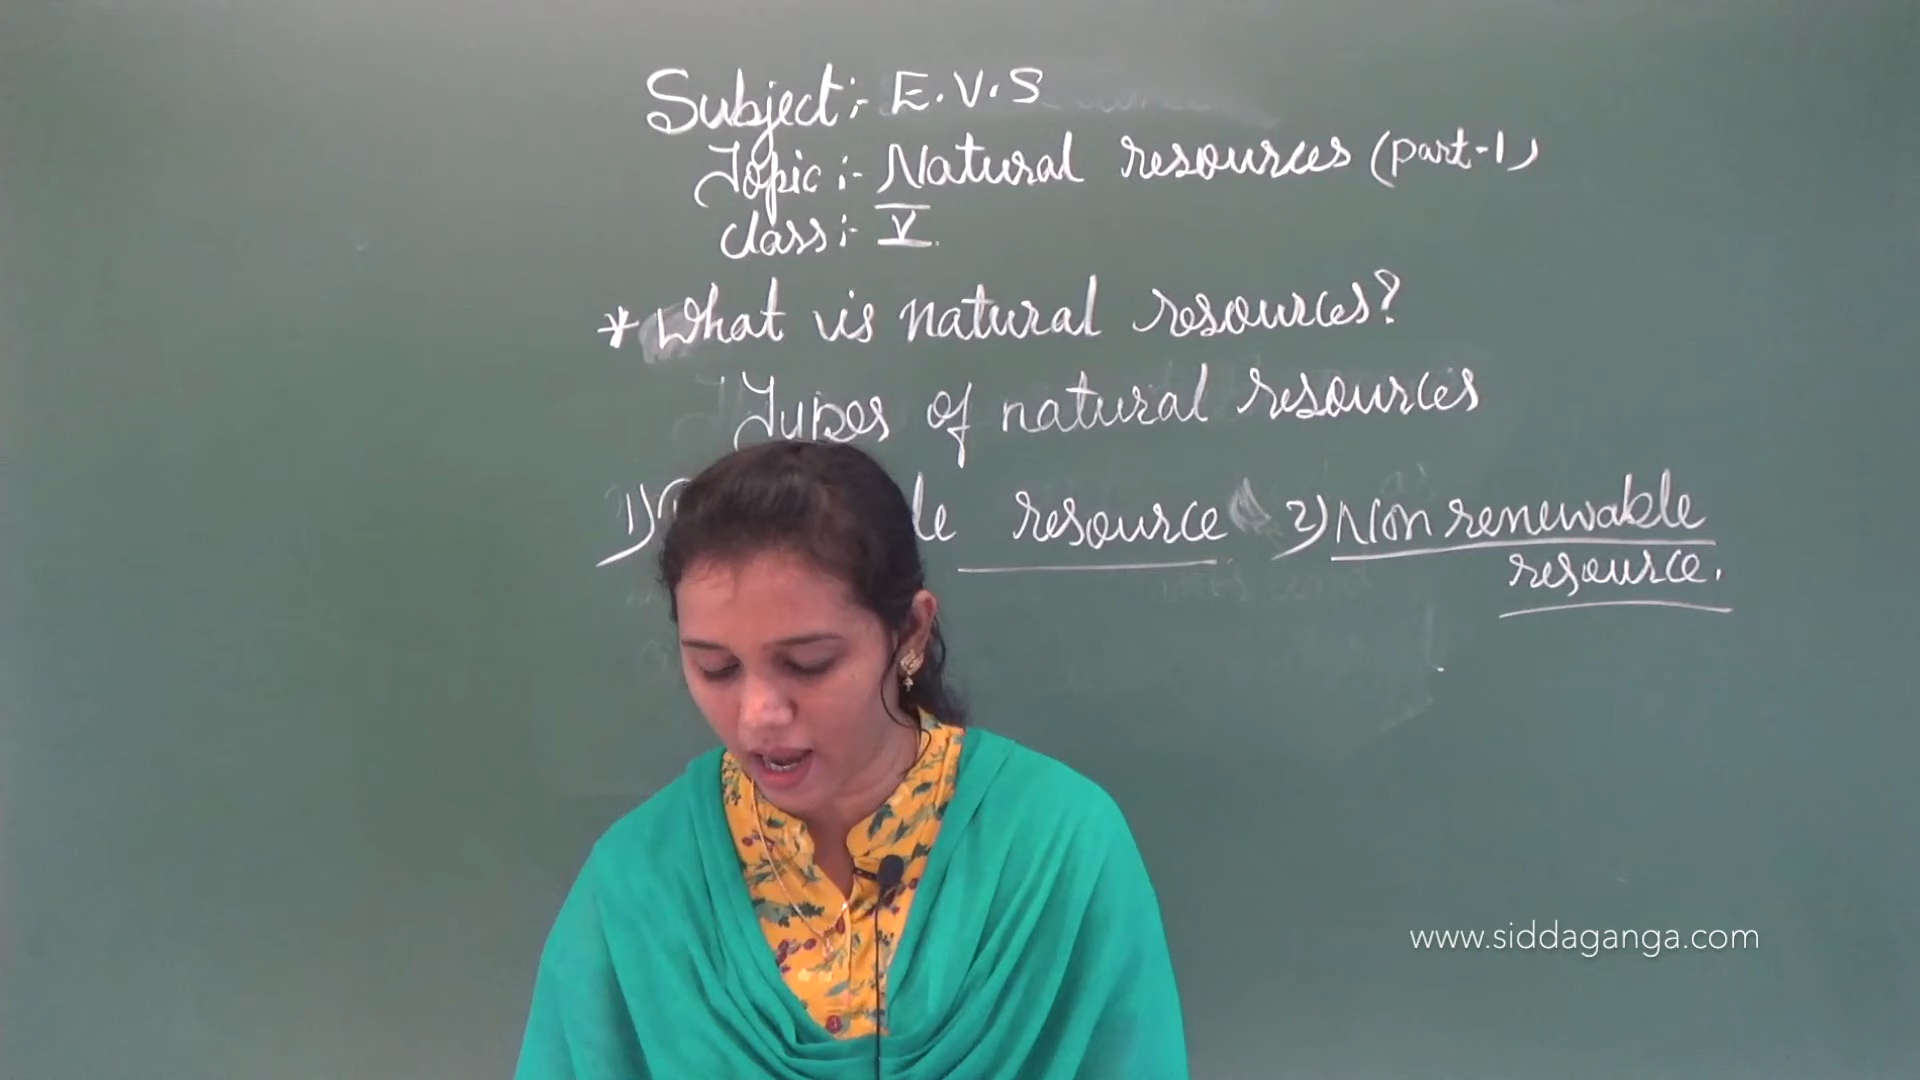 Subject:- E.V.S
Topic:- Natural resources (part-1)
class:- V
* What is natural resources?
Types of natural resources
1) resource 2) Non renewable
resource.
www.siddaganga.com